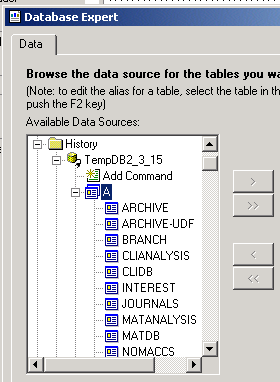 Database Expert
Data
Browse the data source for the tables you wa
(Note: to edit the alias for a table, select the table in th
push the F2 key)
Available Data Sources:
History
TempDB2_3_15
Add Command
A
ARCHIVE
ARCHIVE-UDF
BRANCH
CLIANALYSIS
CLIDB
INTEREST
JOURNALS
MATANALYSIS
MATDB
NOMACCS
>
>>
<
<<